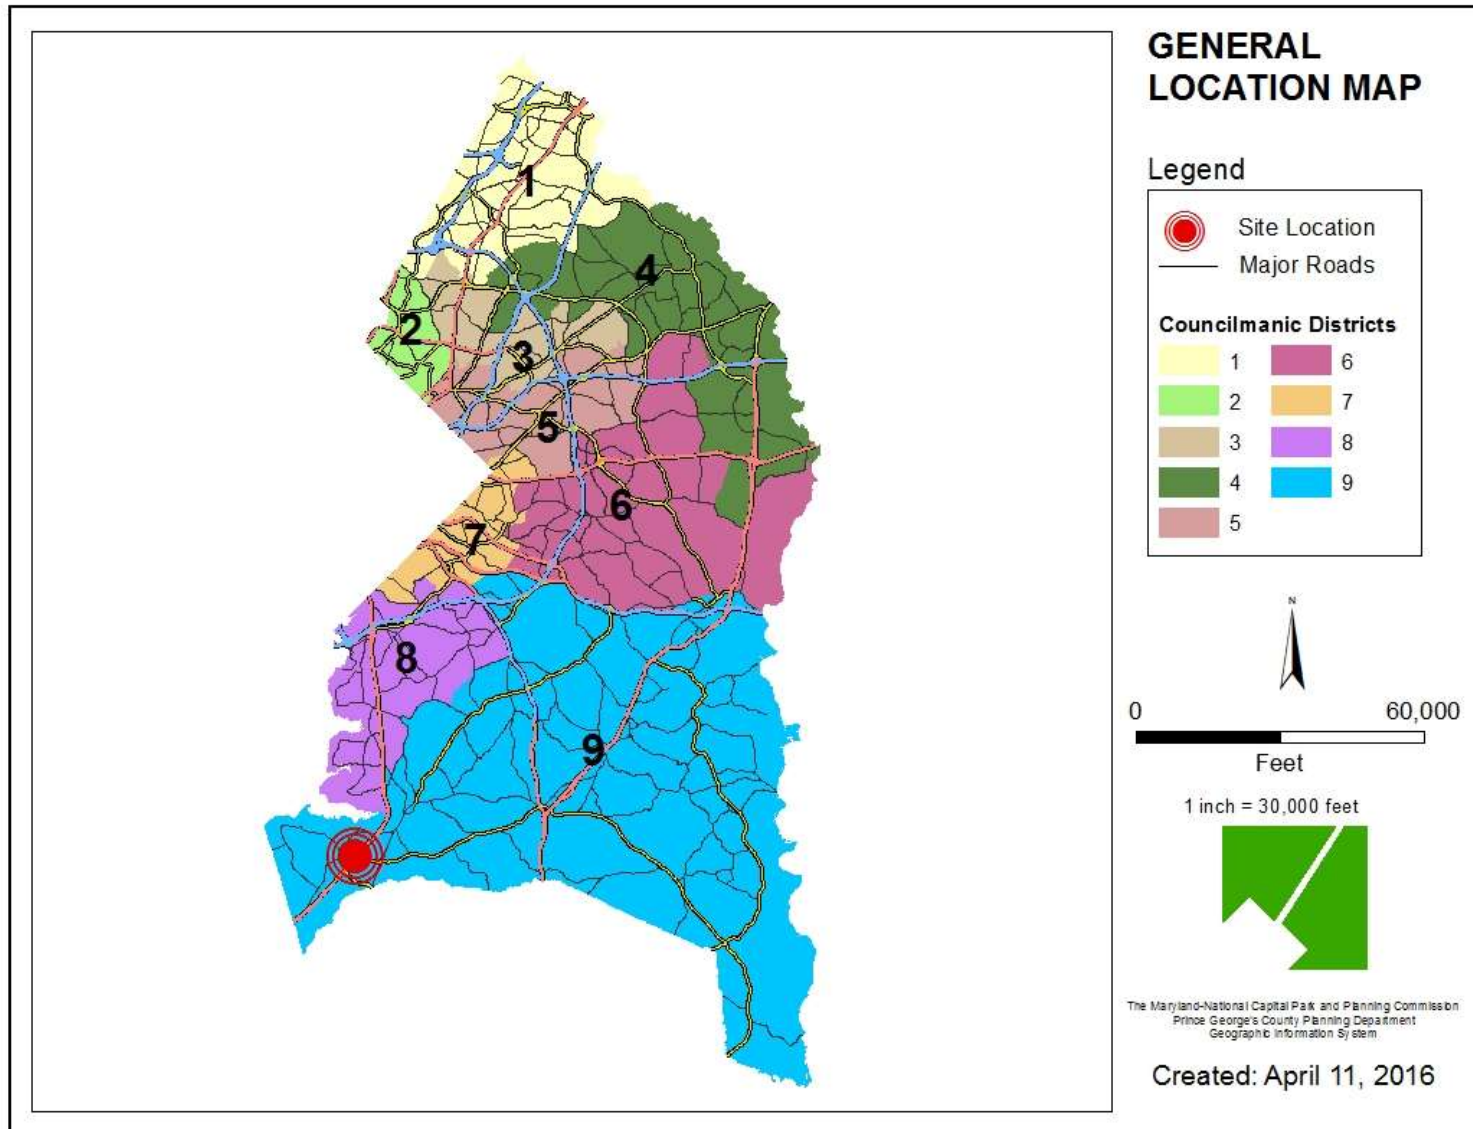 GENERAL
LOCATION MAP
Legend
Site Location
Major Roads
Councilmanic Districts
1 6
2 7
3 8
4 9
5
N
0 60,000
Feet
1 inch = 30,000 feet
The Maryland-National Capital Park and Planning Commission
Prince George's County Planning Department
Geographic Information System
Created: April 11, 2016
1
4
2
3
5
6
7
8
9